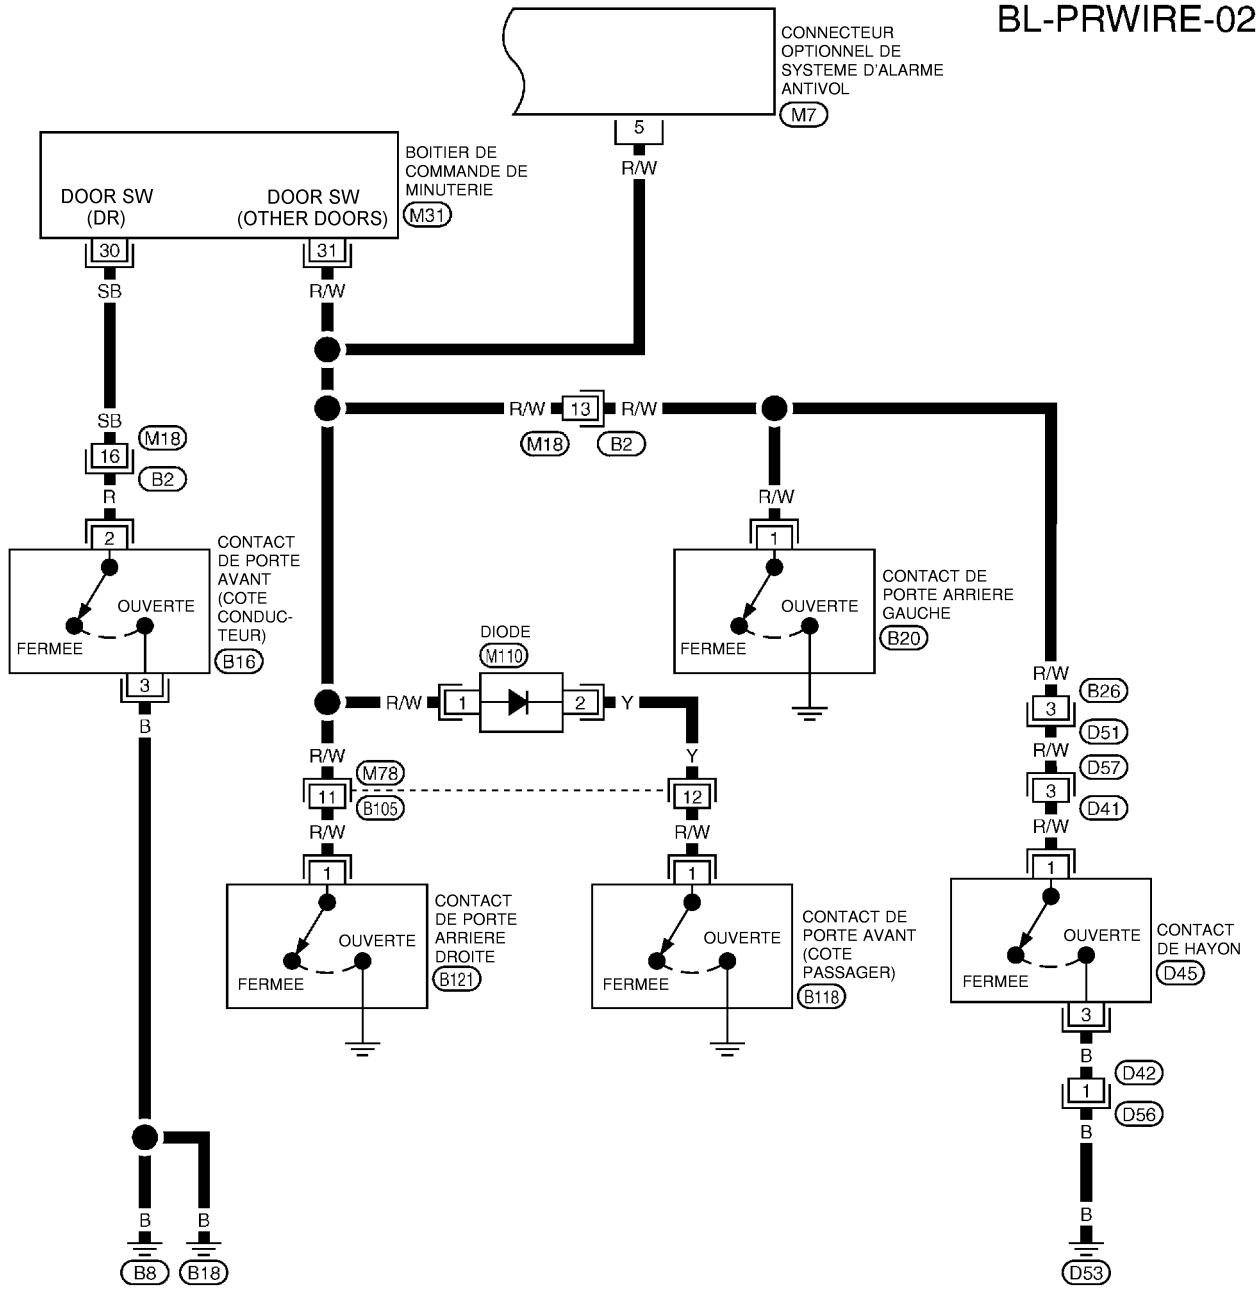 BL-PRWIRE-02
CONNECTEUR
OPTIONNEL DE
SYSTEME D'ALARME
ANTIVOL
M7
5
R/W
BOITIER DE
COMMANDE DE
MINUTERIE
M31
DOOR SW
(DR)
DOOR SW
(OTHER DOORS)
30
31
SB
R/W
SB
M18
16
B2
R
2
R/W
13
R/W
M18
B2
R/W
1
CONTACT
DE PORTE
AVANT
(COTE
CONDUC-
TEUR)
B16
OUVERTE
FERMEE
3
B
CONTACT DE
PORTE ARRIERE
GAUCHE
B20
OUVERTE
FERMEE
DIODE
M110
R/W
1
2
Y
Y
R/W
M78
11
B105
R/W
1
12
R/W
1
R/W
B26
3
D51
R/W
D57
3
D41
R/W
1
CONTACT
DE PORTE
ARRIERE
DROITE
B121
OUVERTE
FERMEE
CONTACT DE
PORTE AVANT
(COTE
PASSAGER)
B118
OUVERTE
FERMEE
CONTACT
DE HAYON
D45
OUVERTE
FERMEE
3
B
D42
1
D56
B
B
D53
B
B
B8
B18